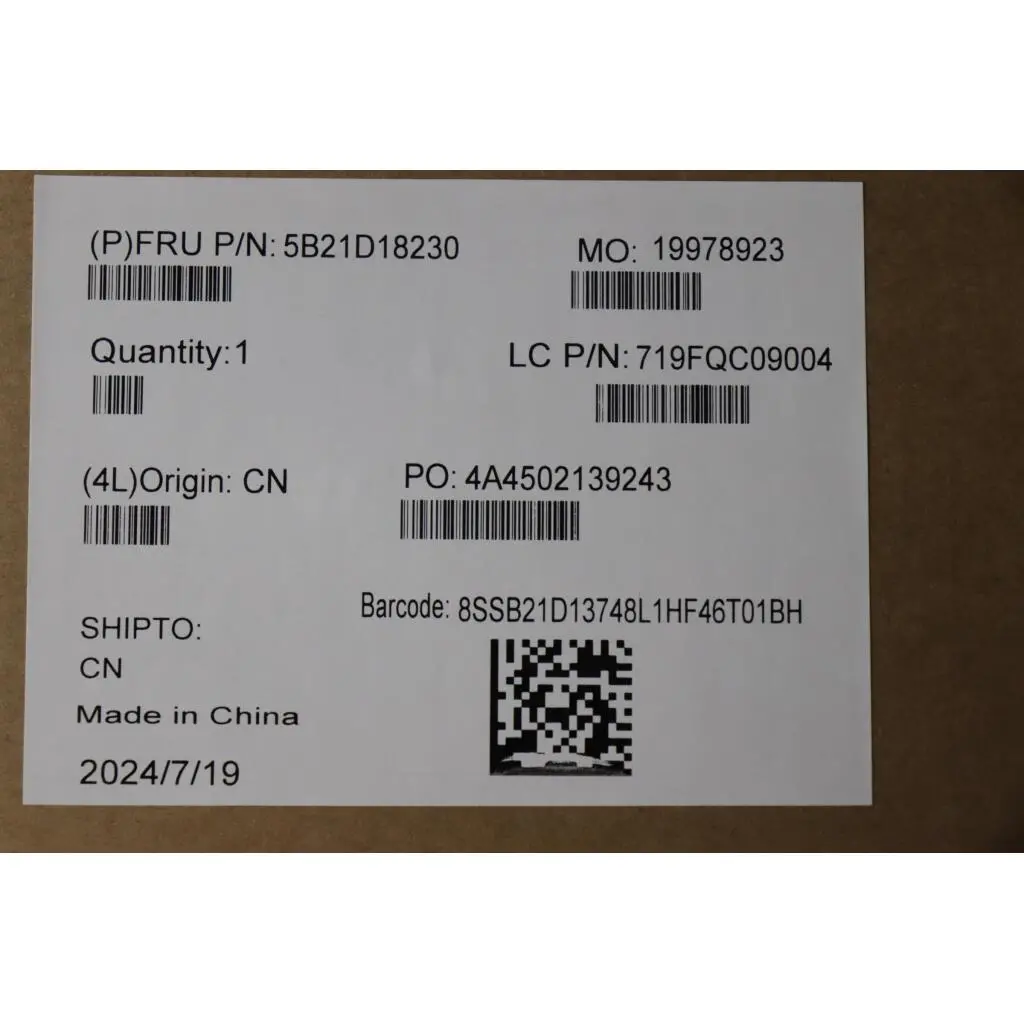 (P)FRU P/N: 5B21D18230
MO: 19978923
Quantity:1
LC P/N: 719FQC09004
(4L)Origin: CN
PO: 4A4502139243
Barcode: 8SSB21D13748L1HF46T01BH
SHIPTO:
CN
Made in China
2024/7/19